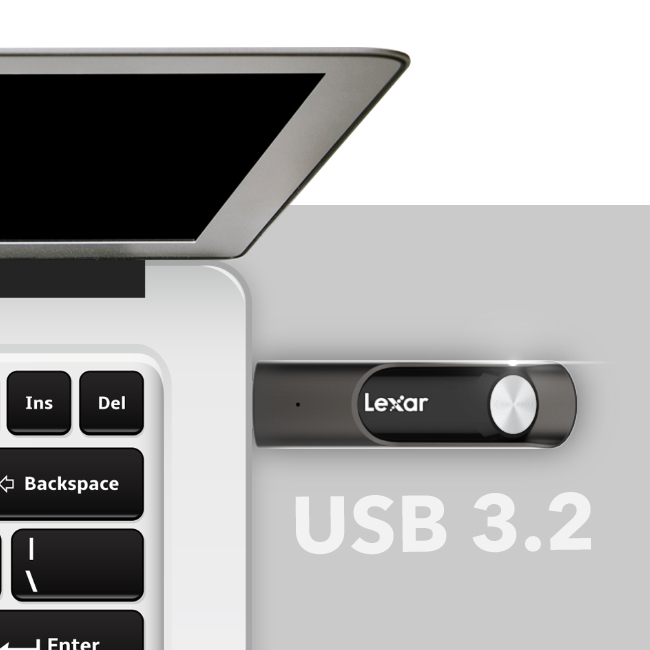 Ins
Del
Backspace
|
\
Enter
Lexar
USB 3.2